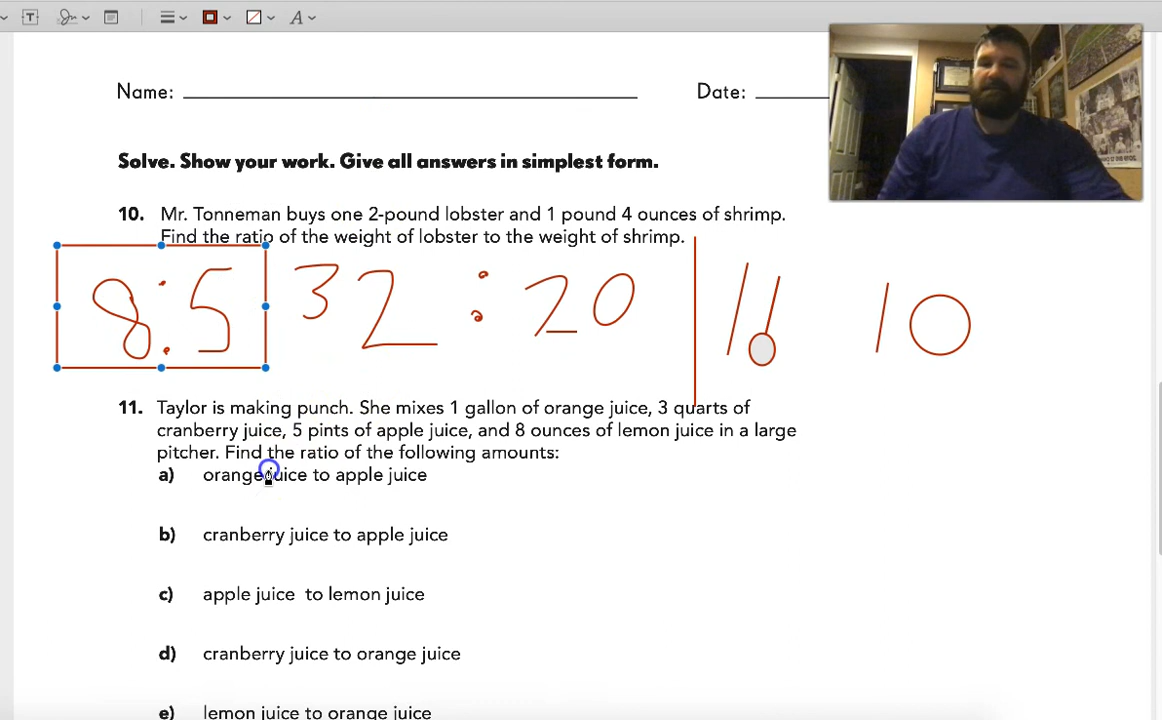 Name: Date:
Solve. Show your work. Give all answers in simplest form.
10. Mr. Tonneman buys one 2-pound lobster and 1 pound 4 ounces of shrimp.
Find the ratio of the weight of lobster to the weight of shrimp.
8:5 32 : 20 16 10
11. Taylor is making punch. She mixes 1 gallon of orange juice, 3 quarts of
cranberry juice, 5 pints of apple juice, and 8 ounces of lemon juice in a large
pitcher. Find the ratio of the following amounts:
a) orange juice to apple juice
b) cranberry juice to apple juice
c) apple juice to lemon juice
d) cranberry juice to orange juice
e) lemon juice to orange juice